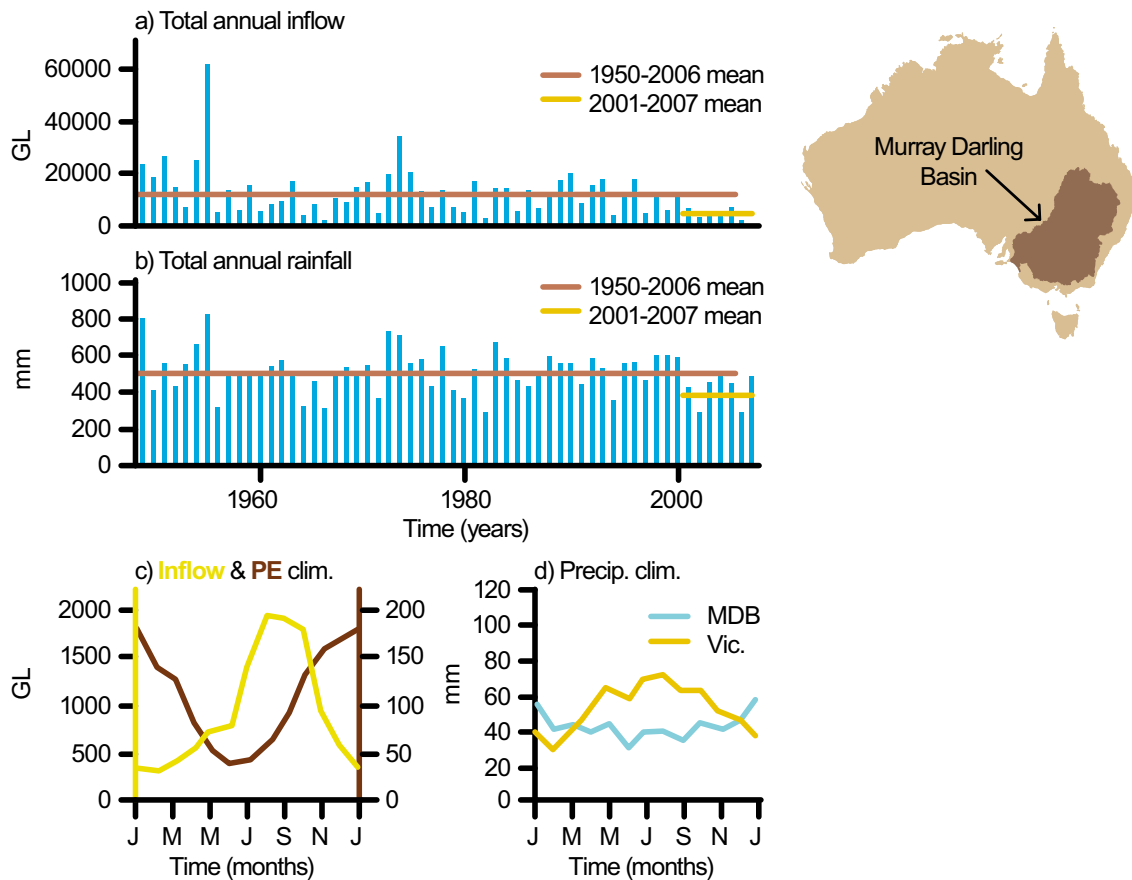 a) Total annual inflow
60000
40000
20000
0
GL
1950-2006 mean
2001-2007 mean
Murray Darling
Basin
b) Total annual rainfall
1000
800
600
400
200
0
mm
1950-2006 mean
2001-2007 mean
1960
1980
2000
Time (years)
c) Inflow & PE clim.
2000
1500
1000
500
0
GL
200
150
100
50
0
mm
J
M
M
J
S
N
J
Time (months)
d) Precip. clim.
120
100
80
60
40
20
0
MDB
Vic.
J
M
M
J
S
N
J
Time (months)